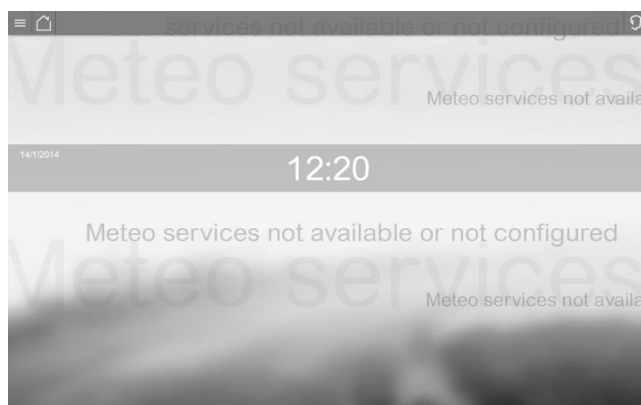 services not available or not configured
Meteo services
Meteo services not availa
14/1/2014
12:20
Meteo services not available or not configured
Meteo services
Meteo services not availa